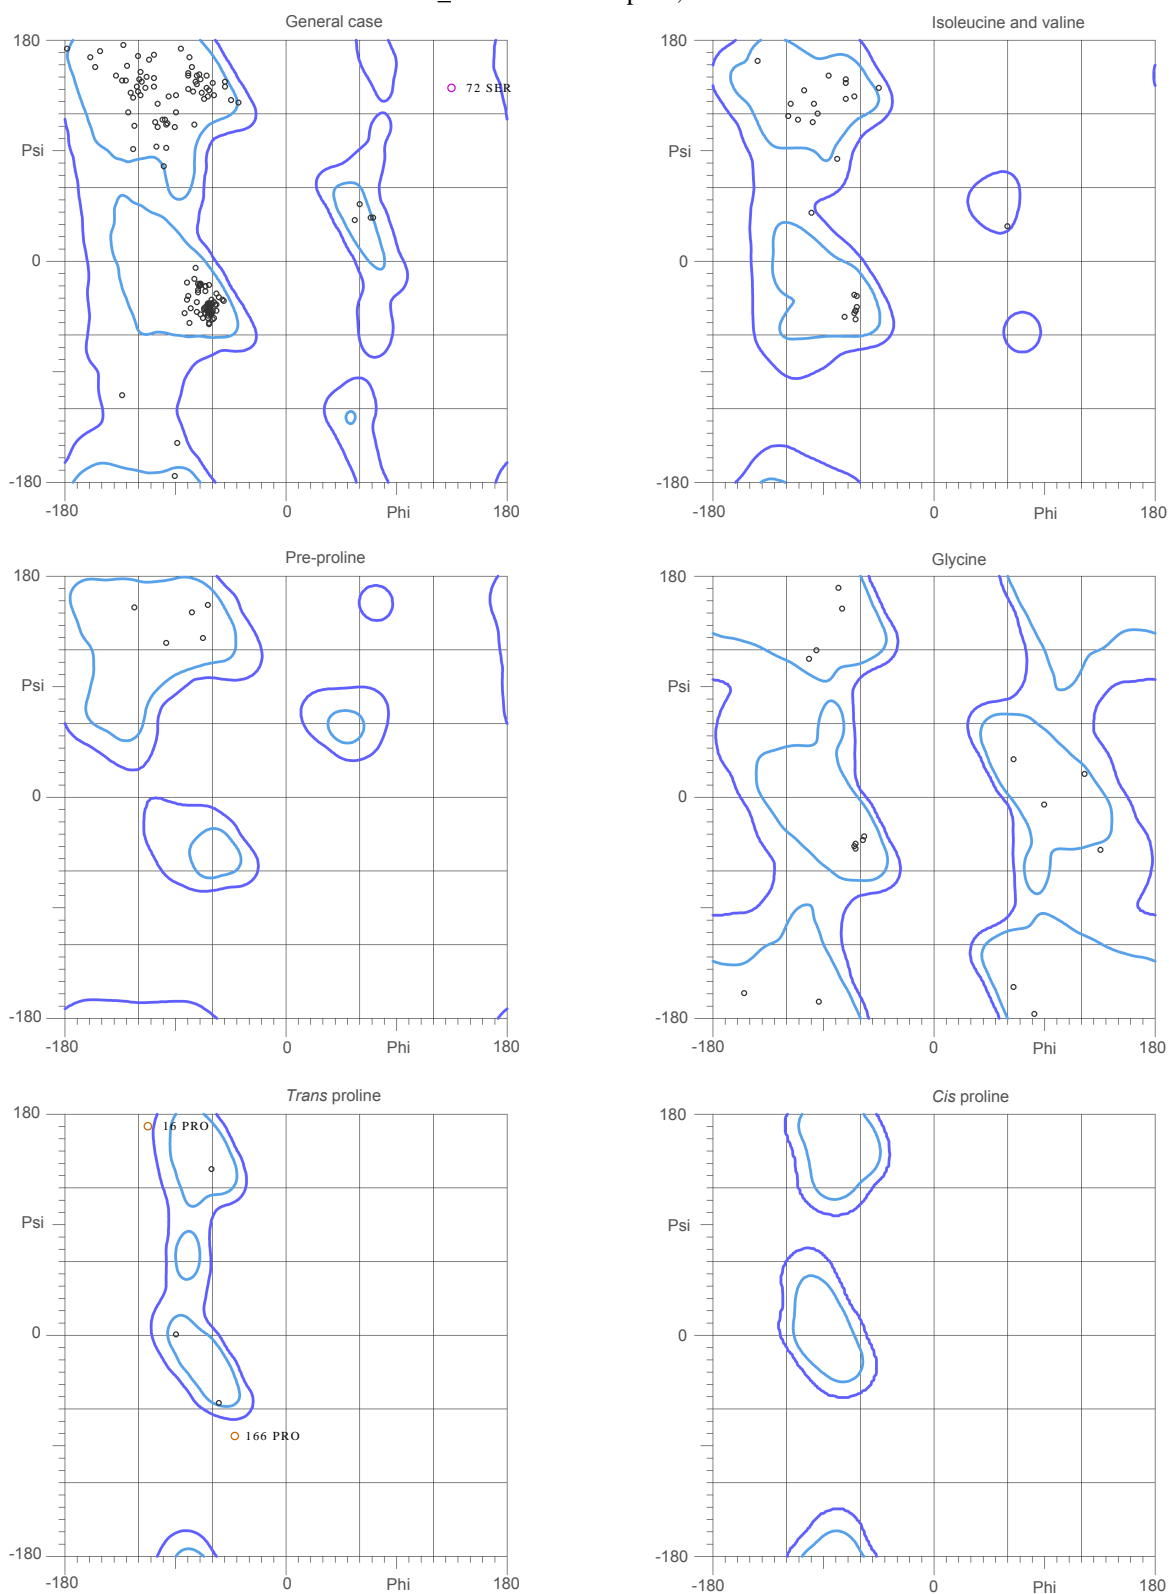 General case
180
Psi
0
-180
-180
0
Phi
180
72 SER
Isoleucine and valine
180
Psi
0
-180
-180
0
Phi
180
Pre-proline
180
Psi
0
-180
-180
0
Phi
180
Glycine
180
Psi
0
-180
-180
0
Phi
180
Trans proline
180
16 PRO
Psi
0
166 PRO
-180
-180
0
Phi
180
Cis proline
180
Psi
0
-180
-180
0
Phi
180